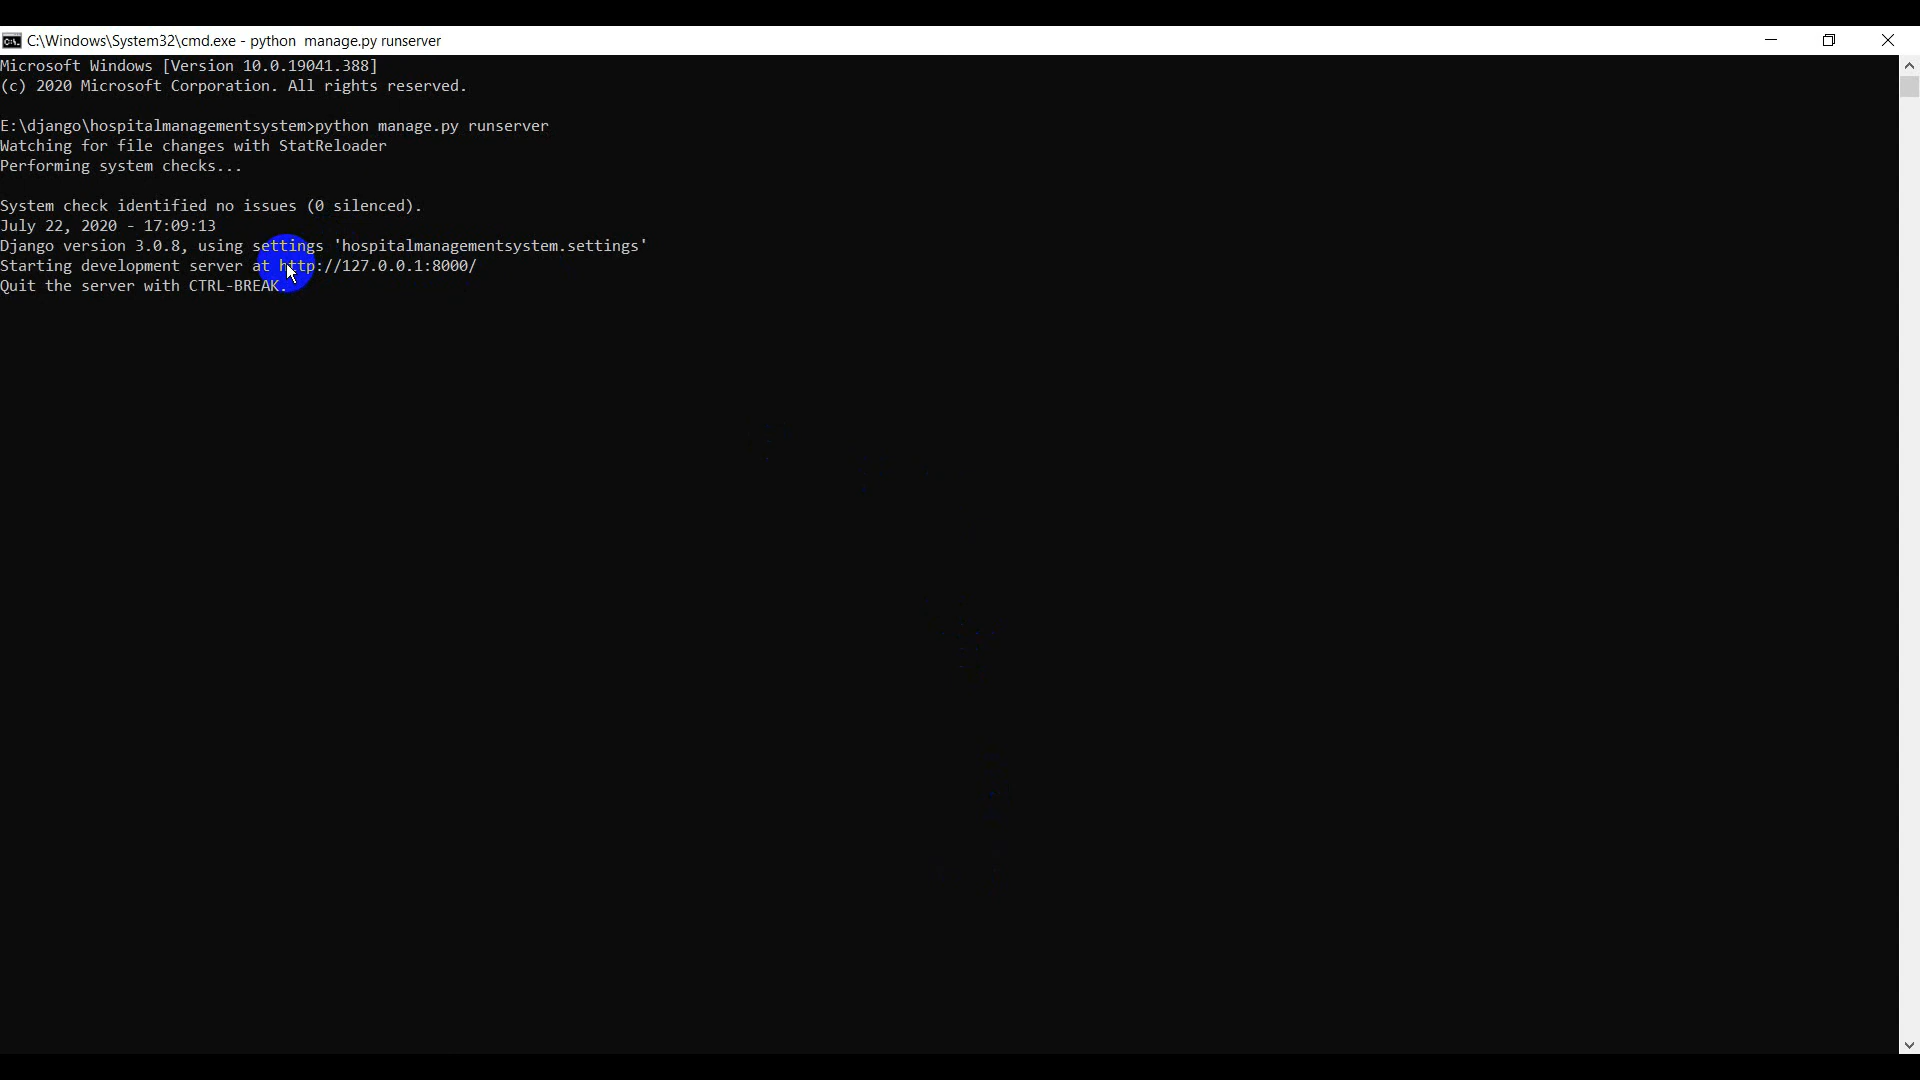 C:\Windows\System32\cmd.exe - python  manage.py runserver
Microsoft Windows [Version 10.0.19041.388]
(c) 2020 Microsoft Corporation. All rights reserved.
E:\django\hospitalmanagementsystem>python manage.py runserver
Watching for file changes with StatReloader
Performing system checks...
System check identified no issues (0 silenced).
July 22, 2020 - 17:09:13
Django version 3.0.8, using settings 'hospitalmanagementsystem.settings'
Starting development server at http://127.0.0.1:8000/
Quit the server with CTRL-BREAK.